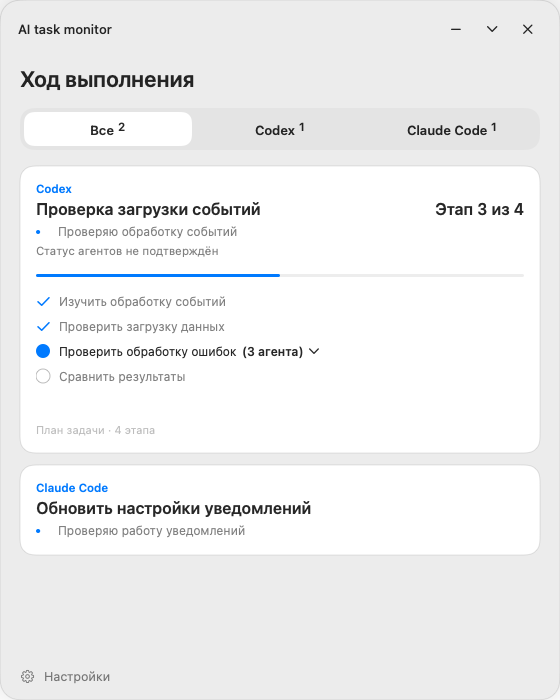 AI task monitor
Ход выполнения
Все 2
Codex 1
Claude Code 1
Codex
Проверка загрузки событий
Этап 3 из 4
Проверяю обработку событий
Статус агентов не подтверждён
Изучить обработку событий
Проверить загрузку данных
Проверить обработку ошибок (3 агента)
Сравнить результаты
План задачи · 4 этапа
Claude Code
Обновить настройки уведомлений
Проверяю работу уведомлений
Настройки